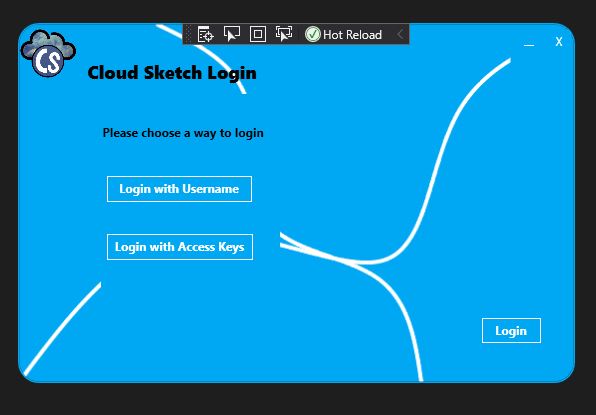 Hot Reload
X
CS
Cloud Sketch Login
Please choose a way to login
Login with Username
Login with Access Keys
Login